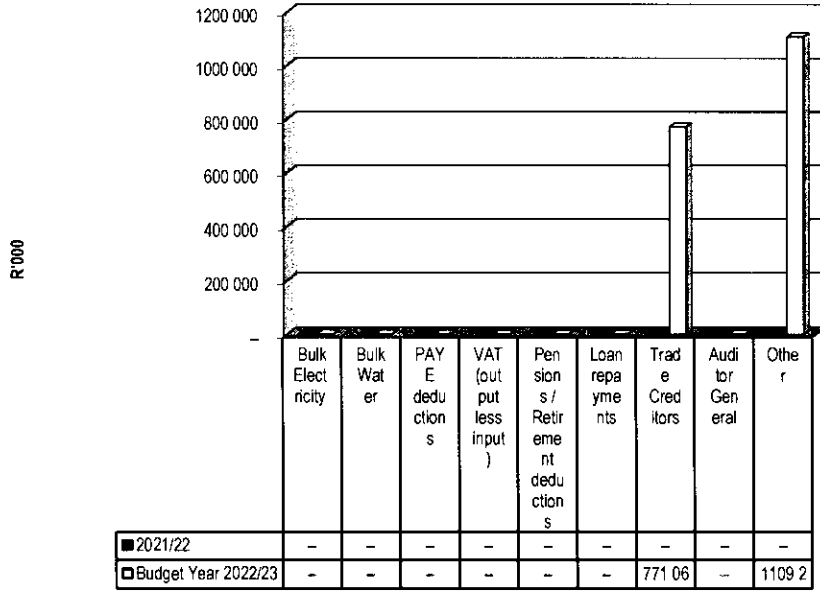 1200 000
1000 000
800 000
600 000
400 000
200 000
–
R'000
Bulk
Elect
ricity
Bulk
Wat
er
PAY
E
dedu
ction
s
VAT
(out
put
less
input
)
Pen
sion
s /
Retir
eme
nt
dedu
ction
s
Loan
repa
yme
nts
Trad
e
Cred
itors
Audi
tor
Gen
eral
Othe
r
2021/22 – – – – – – – – –
Budget Year 2022/23 – – – – – – 771 06 – 1109 2